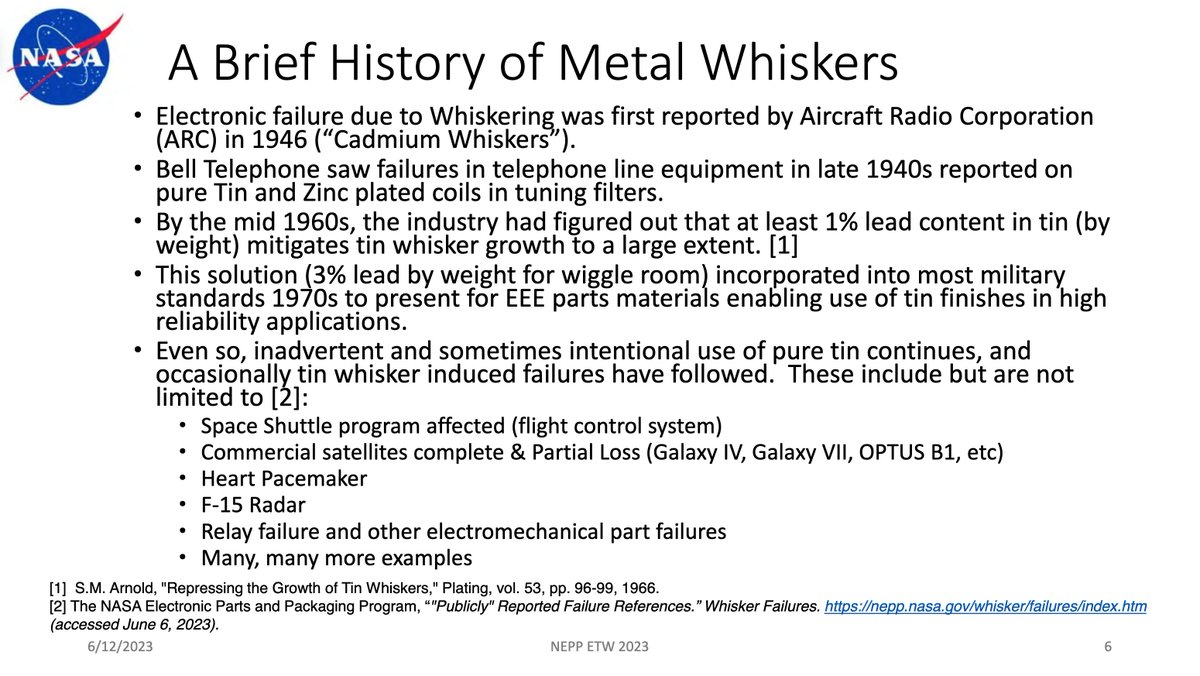 NASA
A Brief History of Metal Whiskers
• Electronic failure due to Whiskering was first reported by Aircraft Radio Corporation
(ARC) in 1946 (“Cadmium Whiskers”).
• Bell Telephone saw failures in telephone line equipment in late 1940s reported on
pure Tin and Zinc plated coils in tuning filters.
• By the mid 1960s, the industry had figured out that at least 1% lead content in tin (by
weight) mitigates tin whisker growth to a large extent. [1]
• This solution (3% lead by weight for wiggle room) incorporated into most military
standards 1970s to present for EEE parts materials enabling use of tin finishes in high
reliability applications.
• Even so, inadvertent and sometimes intentional use of pure tin continues, and
occasionally tin whisker induced failures have followed.  These include but are not
limited to [2]:
• Space Shuttle program affected (flight control system)
• Commercial satellites complete & Partial Loss (Galaxy IV, Galaxy VII, OPTUS B1, etc)
• Heart Pacemaker
• F-15 Radar
• Relay failure and other electromechanical part failures
• Many, many more examples
[1]  S.M. Arnold, "Repressing the Growth of Tin Whiskers," Plating, vol. 53, pp. 96-99, 1966.
[2] The NASA Electronic Parts and Packaging Program, “"Publicly" Reported Failure References.” Whisker Failures. https://nepp.nasa.gov/whisker/failures/index.htm
(accessed June 6, 2023).
6/12/2023
NEPP ETW 2023
6